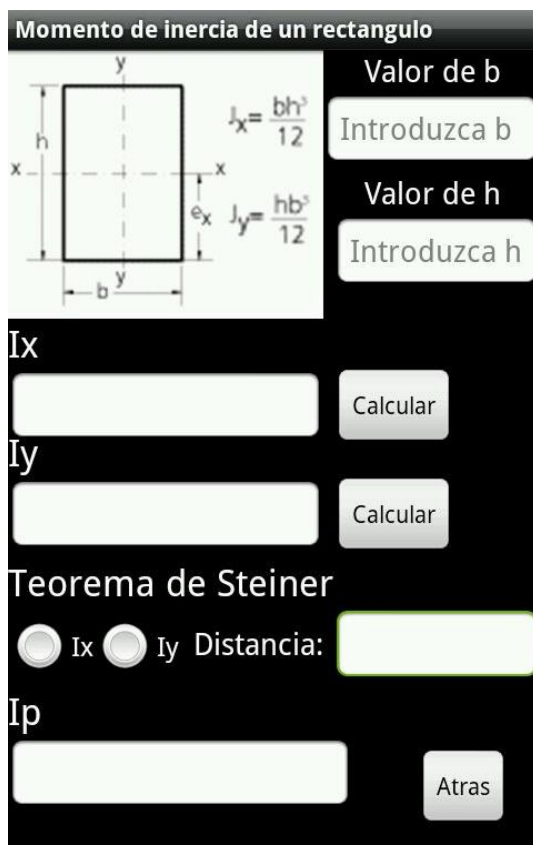 Momento de inercia de un rectangulo
y
h
x
x
eₓ
y
b
Jₓ= bh³
12
Jy= hb³
12
Valor de b
Introduzca b
Valor de h
Introduzca h
Ix
Calcular
Iy
Calcular
Teorema de Steiner
Ix Iy Distancia:
Ip
Atras